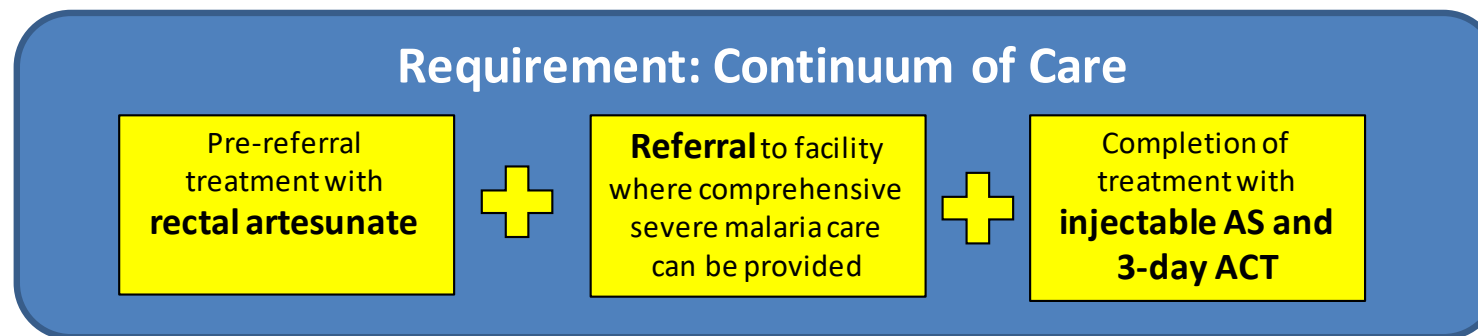 Requirement: Continuum of Care
Pre-referral
treatment with
rectal artesunate
Referral to facility
where comprehensive
severe malaria care
can be provided
Completion of
treatment with
injectable AS and
3-day ACT